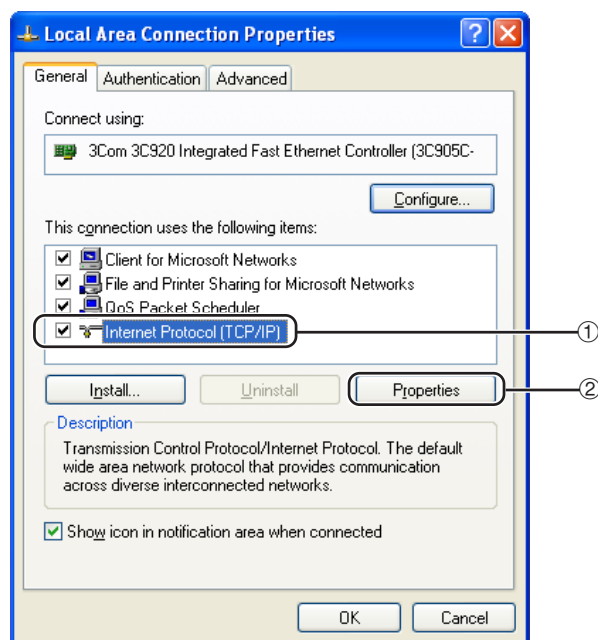 Local Area Connection Properties
General Authentication Advanced
Connect using:
3Com 3C920 Integrated Fast Ethernet Controller (3C905C-
Configure...
This connection uses the following items:
Client for Microsoft Networks
File and Printer Sharing for Microsoft Networks
QoS Packet Scheduler
Internet Protocol (TCP/IP)
①
Install... Uninstall Properties
②
Description
Transmission Control Protocol/Internet Protocol. The default
wide area network protocol that provides communication
across diverse interconnected networks.
Show icon in notification area when connected
OK Cancel